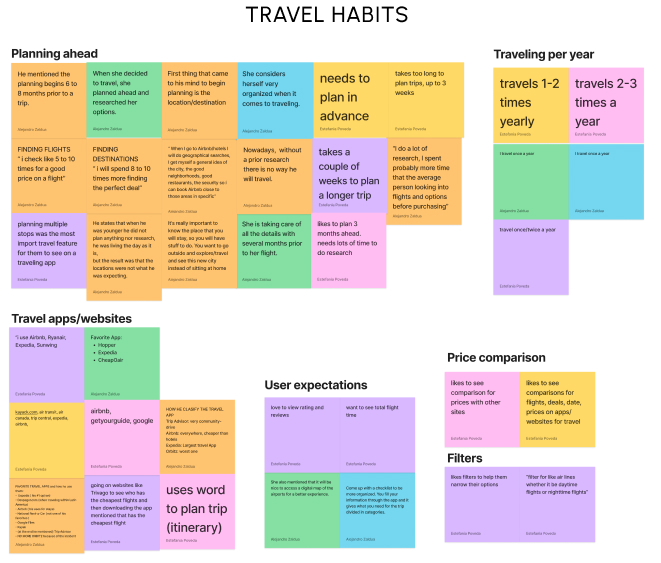 TRAVEL HABITS
Planning ahead
He mentioned the
planning begins 6 to
8 months prior to a
trip.
Alejandro Zaldua
When she decided
to travel, she
planned ahead and
researched her
options.
Alejandro Zaldua
First thing that came
to his mind to begin
planning is the
location/destination
Alejandro Zaldua
She considers
herself very
organized when it
comes to traveling.
Alejandro Zaldua
needs to
plan in
advance
Estefania Poveda
takes too long to
plan trips, up to 3
weeks
Estefania Poveda
FINDING FLIGHTS
" i check like 5 to 10
times for a good
price on a flight"
Alejandro Zaldua
FINDING
DESTINATIONS
" i will spend 8 to 10
times more finding
the perfect deal"
Alejandro Zaldua
" When I go to Airbnb/hotels I
will do geographical searches,
I get myself a general idea of
the city, the good
neighborhoods, good
restaurants, the security so I
can book Airbnb close to
those areas in specific"
Alejandro Zaldua
Nowadays, without
a prior research
there is no way he
will travel.
Alejandro Zaldua
takes a
couple of
weeks to plan
a longer trip
Estefania Poveda
"I do a lot of
research, I spent
probably more time
that the average
person looking into
flights and options
before purchasing"
Alejandro Zaldua
planning multiple
stops was the most
import travel feature
for them to see on a
traveling app
Estefania Poveda
He states that when he
was younger he did not
plan anything nor research,
he was living the day as it
is,
but the result was that the
locations were not what he
was expecting.
Alejandro Zaldua
It's really important to
know the place that you
will stay, so you will have
stuff to do. You want to go
outside and explore/travel
and see this new city
instead of sitting at home
Alejandro Zaldua
She is taking care of
all the details with
several months prior
to her flight.
Alejandro Zaldua
likes to plan 3
months ahead.
needs lots of time to
do research
Estefania Poveda
Traveling per year
travels 1-2
times
yearly
Estefania Poveda
travels 2-3
times a
year
Estefania Poveda
I travel once a year
Alejandro Zaldua
I travel once a year
Alejandro Zaldua
travel once/twice a year
Estefania Poveda
Travel apps/websites
"i use Airbnb, Ryanair,
Expedia, Sunwing
Estefania Poveda
Favorite App:
• Hopper
• Expedia
• CheapOair
Alejandro Zaldua
kayak.com, air transit, air
canada, trip central, expedia,
airbnb,
Estefania Poveda
airbnb,
getyourguide, google
Estefania Poveda
HOW HE CLASIFY THE TRAVEL
APP
Trip Advisor: very community-
drive
Airbnb: everywhere, cheaper than
hotels
Expedia: Largest travel App
Orbitz: worst one
Alejandro Zaldua
Alejandro Zaldua
going on websites like
Trivago to see who has
the cheapest flights and
then downloading the app
mentioned that has the
cheapest flight
Estefania Poveda
uses word
to plan trip
(itinerary)
Estefania Poveda
User expectations
love to view rating and
reviews
Estefania Poveda
want to see total flight
time
Estefania Poveda
She also mentioned that it will be
nice to access a digital map of the
airports for a better experience.
Alejandro Zaldua
Come up with a checklist to be
more organized. You fill your
information through the app and it
gives what you need for the trip
divided in categories.
Alejandro Zaldua
Price comparison
likes to see
comparison for
prices with other
sites
Estefania Poveda
likes to see
comparisons for
flights, deals, date,
prices on apps/
websites for travel
Estefania Poveda
Filters
likes filters to help them
narrow their options
Estefania Poveda
"filter for like air lines
whether it be daytime
flights or nighttime flights"
Estefania Poveda